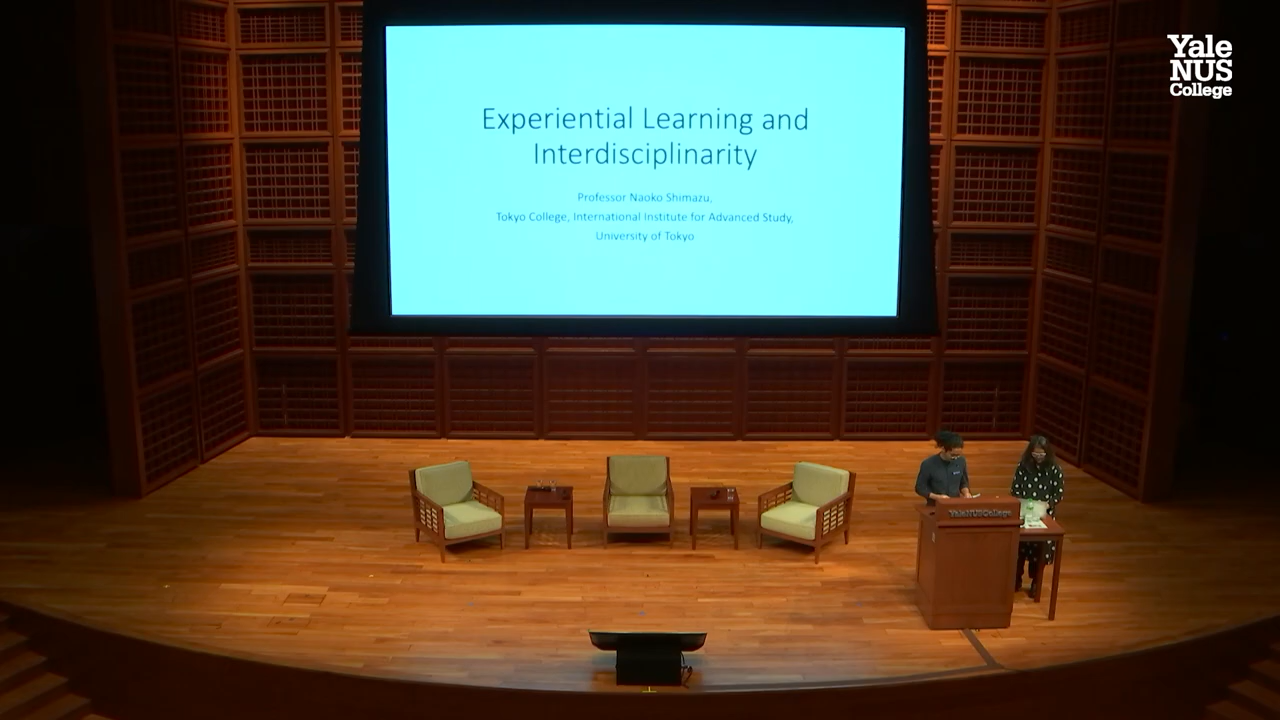 Experiential Learning and
Interdisciplinarity
Professor Naoko Shimazu,
Tokyo College, International Institute for Advanced Study,
University of Tokyo
Yale
NUS
College
YaleNUSCollege